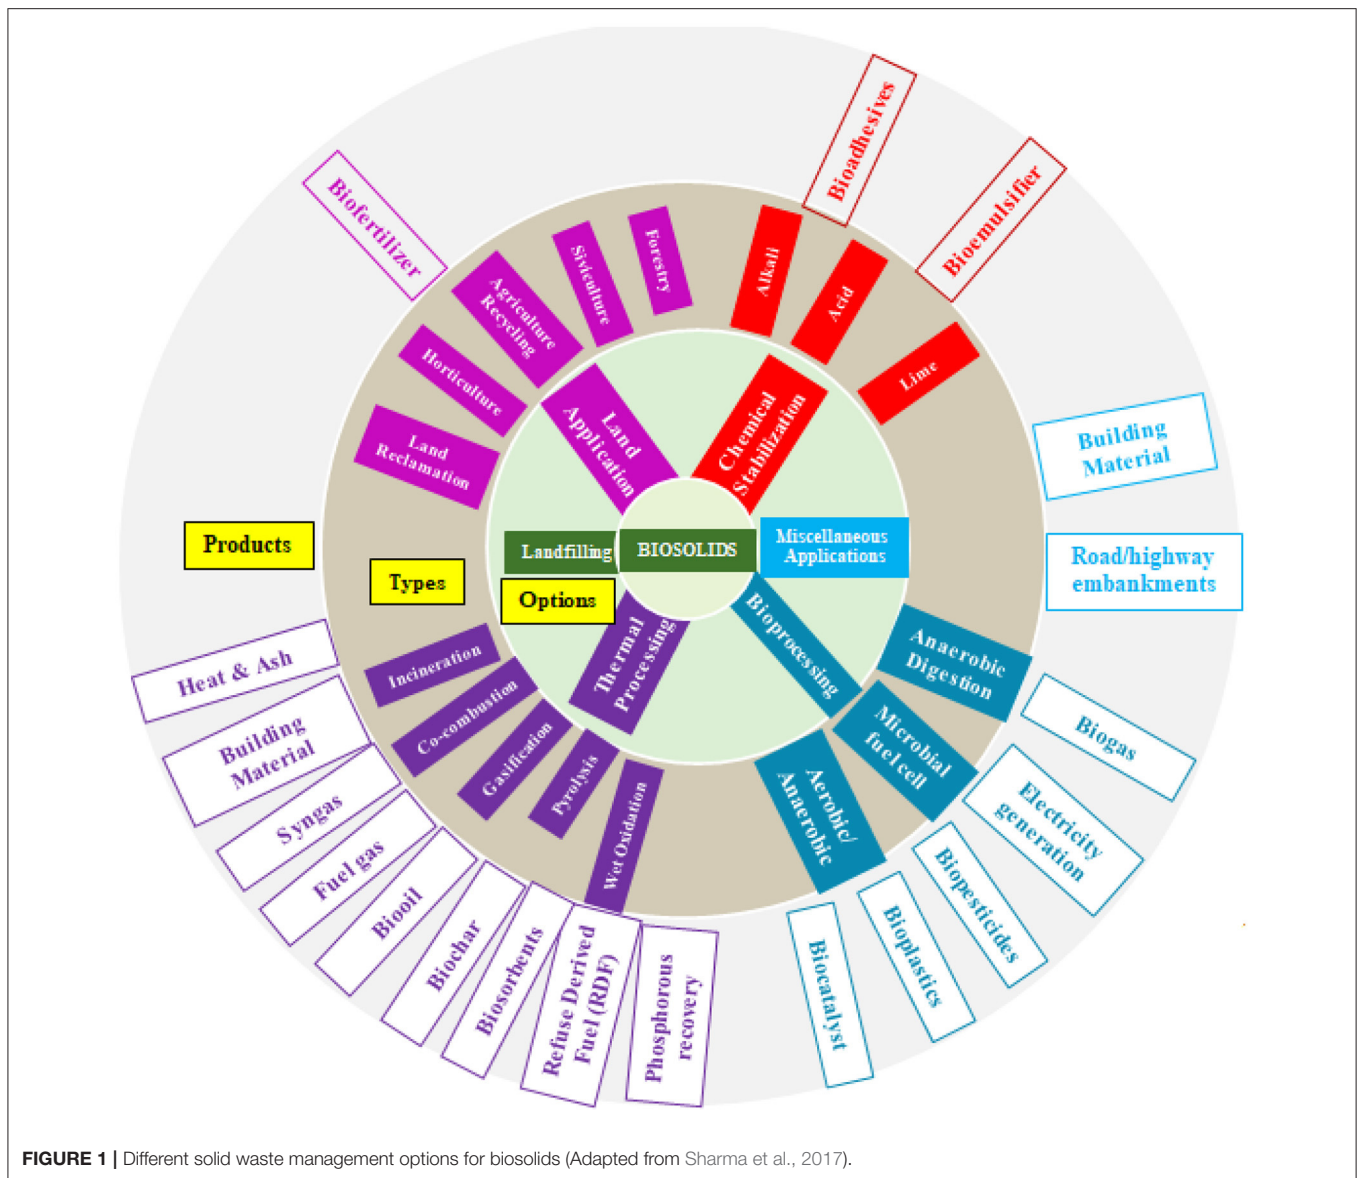 Bioadhesives
Bioemulsifier
Biofertilizer
Forestry
Siviculture
Agriculture
Recycling
Horticulture
Land
Reclamation
Alkali
Acid
Lime
Land
Application
Chemical
Stabilization
Building
Material
Road/highway
embankments
Products
Types
Options
Landfilling
BIOSOLIDS
Miscellaneous
Applications
Thermal
Processing
Bioprocessing
Incineration
Co-combustion
Gasification
Pyrolysis
Wet Oxidation
Anaerobic
Digestion
Microbial
fuel cell
Aerobic/
Anaerobic
Heat & Ash
Building
Material
Syngas
Fuel gas
Biooil
Biochar
Biosorbents
Refuse Derived
Fuel (RDF)
Phosphorous
recovery
Biocatalyst
Bioplastics
Biopesticides
Electricity
generation
Biogas
FIGURE 1 | Different solid waste management options for biosolids (Adapted from Sharma et al., 2017).